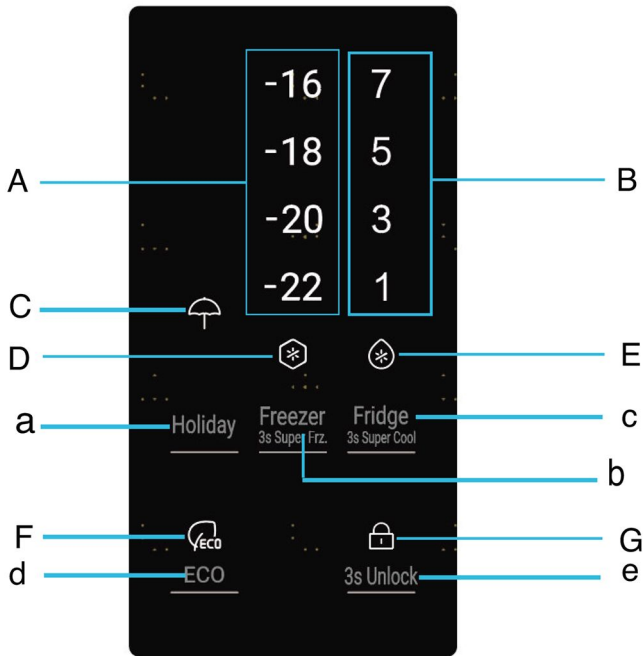 -16 7
-18 5
A B
-20 3
-22 1
C
D E
a Holiday Freezer Fridge c
3s Super Frz. 3s Super Cool
b
F ECO G
d ECO 3s Unlock e